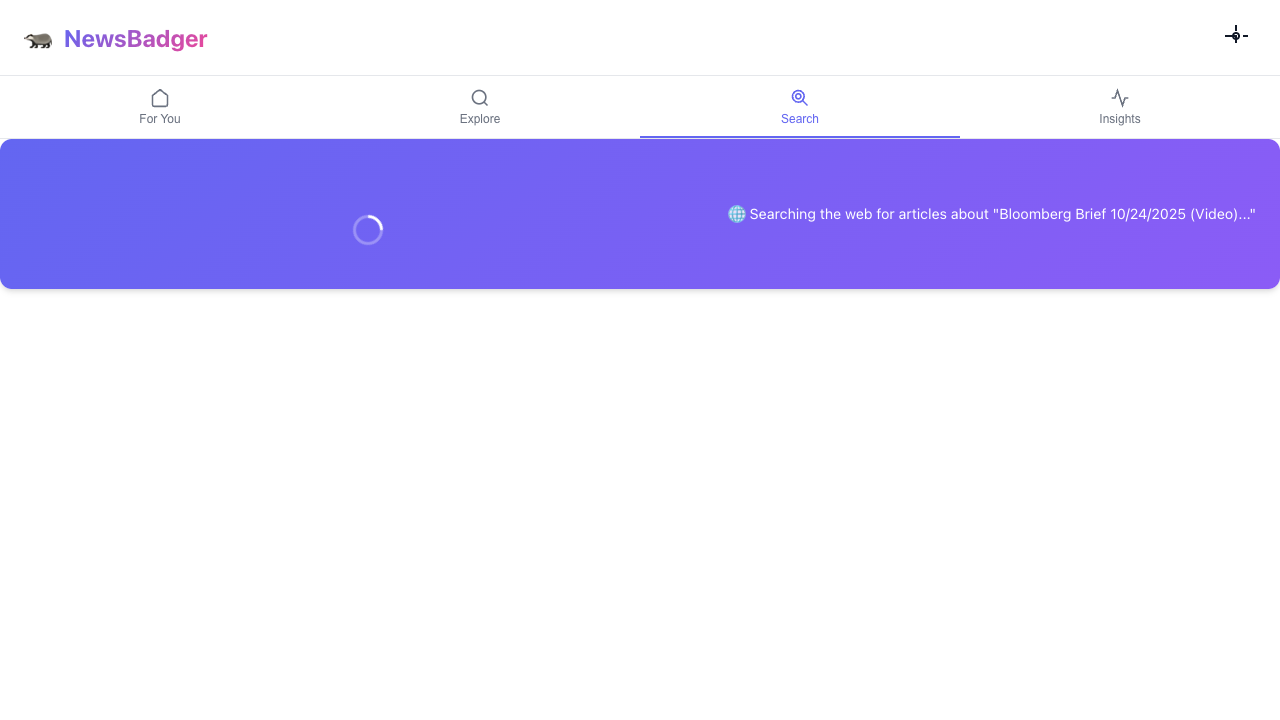 NewsBadger
For You
Explore
Search
Insights
Searching the web for articles about "Bloomberg Brief 10/24/2025 (Video)..."